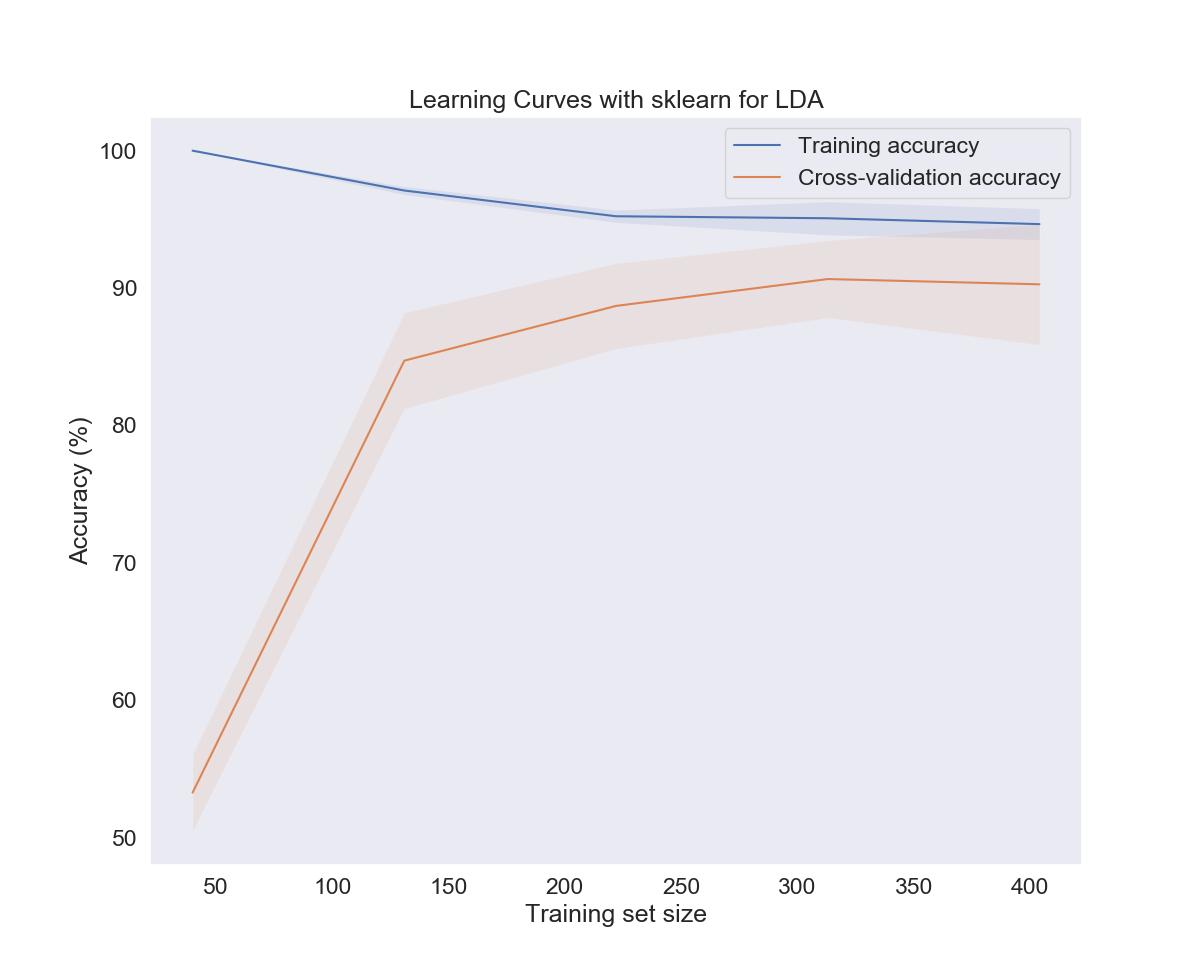 Learning Curves with sklearn for LDA
Training accuracy
Cross-validation accuracy
100
90
80
70
60
50
Accuracy (%)
50 100 150 200 250 300 350 400
Training set size